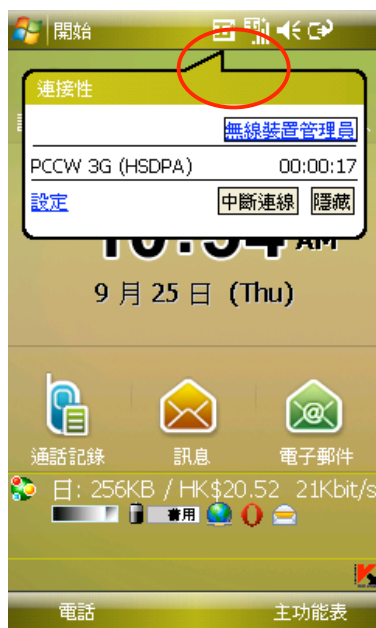 開始
連接性
無線裝置管理員
PCCW 3G (HSDPA) 00:00:17
設定 中斷連線 隱藏
AM
9 月 25 日 (Thu)
通話記錄 訊息 電子郵件
日: 256KB / HK$20.52 21Kbit/s
電話 主功能表